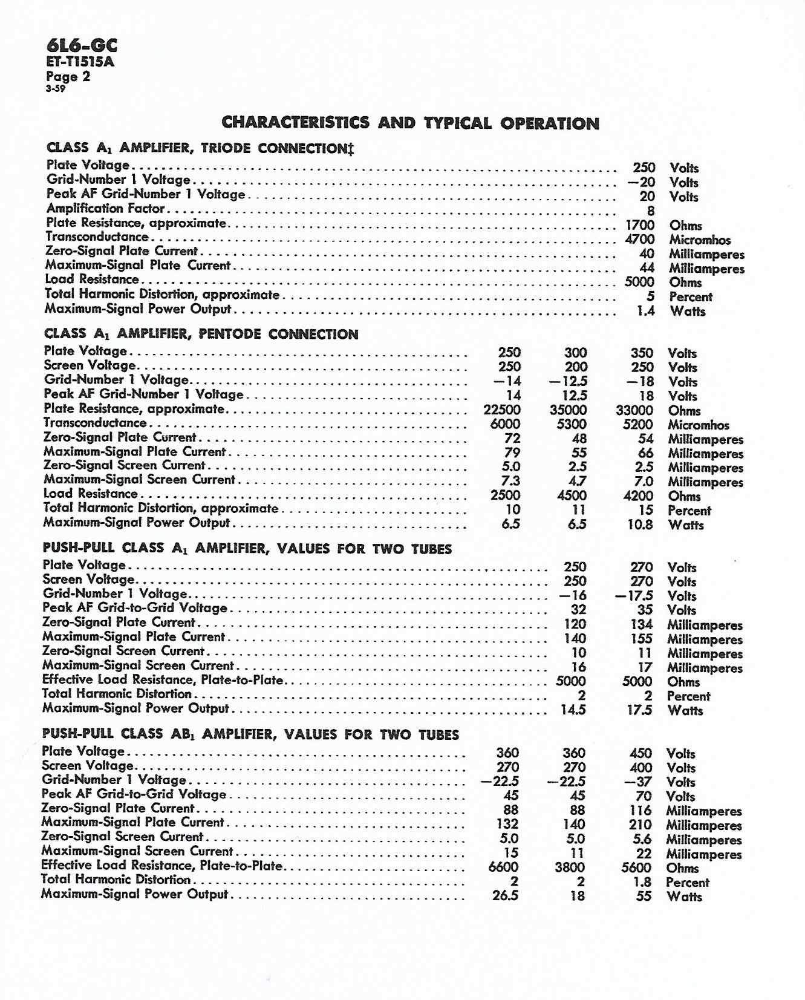 6L6-GC
ET-T1515A
Page 2
3-59
CHARACTERISTICS AND TYPICAL OPERATION
CLASS A₁ AMPLIFIER, TRIODE CONNECTION‡
Plate Voltage 250 Volts
Grid-Number 1 Voltage —20 Volts
Peak AF Grid-Number 1 Voltage 20 Volts
Amplification Factor 8
Plate Resistance, approximate 1700 Ohms
Transconductance 4700 Micromhos
Zero-Signal Plate Current 40 Milliamperes
Maximum-Signal Plate Current 44 Milliamperes
Load Resistance 5000 Ohms
Total Harmonic Distortion, approximate 5 Percent
Maximum-Signal Power Output 1.4 Watts
CLASS A₁ AMPLIFIER, PENTODE CONNECTION
Plate Voltage 250 300 350 Volts
Screen Voltage 250 200 250 Volts
Grid-Number 1 Voltage —14 —12.5 —18 Volts
Peak AF Grid-Number 1 Voltage 14 12.5 18 Volts
Plate Resistance, approximate 22500 35000 33000 Ohms
Transconductance 6000 5300 5200 Micromhos
Zero-Signal Plate Current 72 48 54 Milliamperes
Maximum-Signal Plate Current 79 55 66 Milliamperes
Zero-Signal Screen Current 5.0 2.5 2.5 Milliamperes
Maximum-Signal Screen Current 7.3 4.7 7.0 Milliamperes
Load Resistance 2500 4500 4200 Ohms
Total Harmonic Distortion, approximate 10 11 15 Percent
Maximum-Signal Power Output 6.5 6.5 10.8 Watts
PUSH-PULL CLASS A₁ AMPLIFIER, VALUES FOR TWO TUBES
Plate Voltage 250 270 Volts
Screen Voltage 250 270 Volts
Grid-Number 1 Voltage —16 —17.5 Volts
Peak AF Grid-to-Grid Voltage 32 35 Volts
Zero-Signal Plate Current 120 134 Milliamperes
Maximum-Signal Plate Current 140 155 Milliamperes
Zero-Signal Screen Current 10 11 Milliamperes
Maximum-Signal Screen Current 16 17 Milliamperes
Effective Load Resistance, Plate-to-Plate 5000 5000 Ohms
Total Harmonic Distortion 2 2 Percent
Maximum-Signal Power Output 14.5 17.5 Watts
PUSH-PULL CLASS AB₁ AMPLIFIER, VALUES FOR TWO TUBES
Plate Voltage 360 360 450 Volts
Screen Voltage 270 270 400 Volts
Grid-Number 1 Voltage —22.5 —22.5 —37 Volts
Peak AF Grid-to-Grid Voltage 45 45 70 Volts
Zero-Signal Plate Current 88 88 116 Milliamperes
Maximum-Signal Plate Current 132 140 210 Milliamperes
Zero-Signal Screen Current 5.0 5.0 5.6 Milliamperes
Maximum-Signal Screen Current 15 11 22 Milliamperes
Effective Load Resistance, Plate-to-Plate 6600 3800 5600 Ohms
Total Harmonic Distortion 2 2 1.8 Percent
Maximum-Signal Power Output 26.5 18 55 Watts